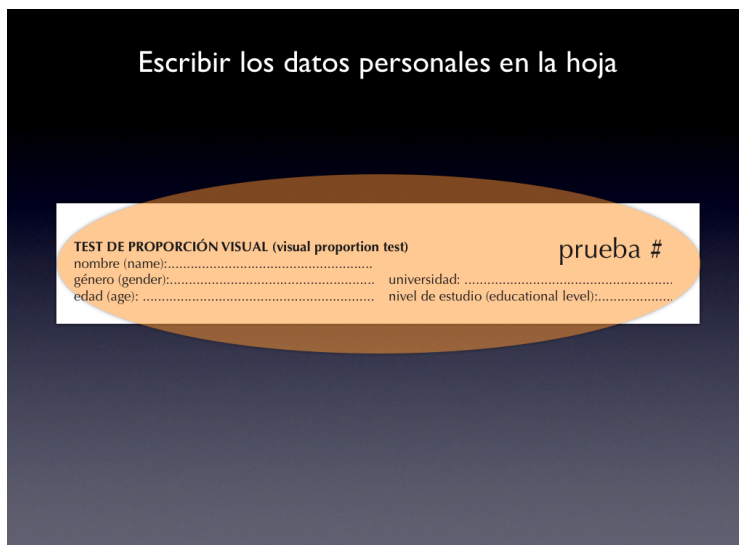 Escribir los datos personales en la hoja
TEST DE PROPORCIÓN VISUAL (visual proportion test)
prueba #
nombre (name):.......................................................
género (gender):.......................................................
universidad: .......................................................
edad (age): ..............................................................
nivel de estudio (educational level):....................